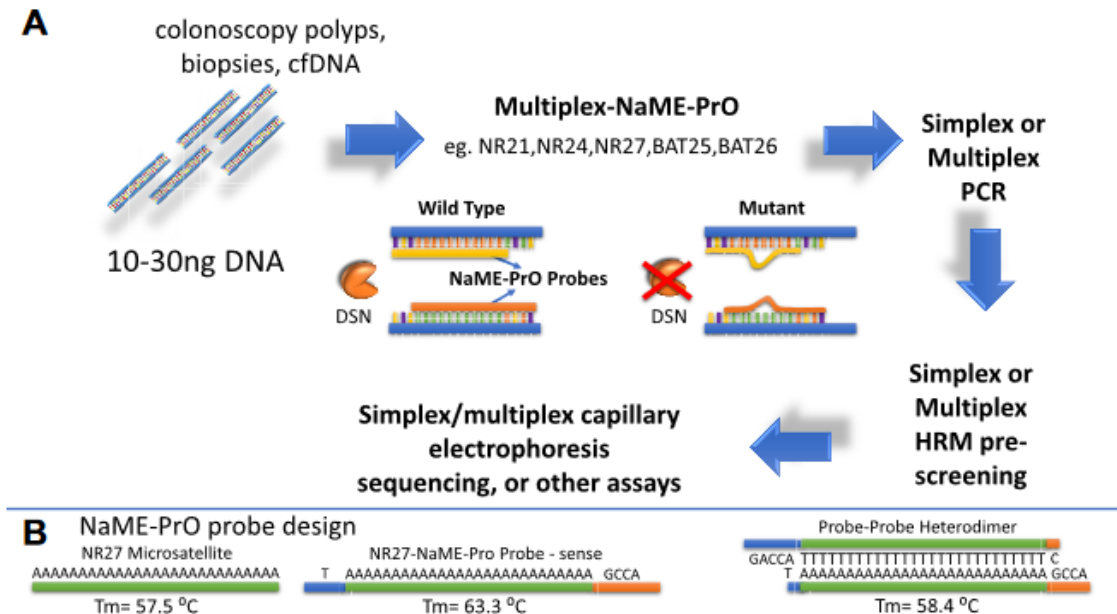 A
colonoscopy polyps,
biopsies, cfDNA
10-30ng DNA
Multiplex-NaME-PrO
eg. NR21,NR24,NR27,BAT25,BAT26
Wild Type
Mutant
NaME-PrO Probes
DSN
DSN
Simplex or
Multiplex
PCR
Simplex or
Multiplex
HRM pre-
screening
Simplex/multiplex capillary
electrophoresis
sequencing, or other assays
B
NaME-PrO probe design
NR27 Microsatellite
AAAAAAAAAAAAAAAAAAAAAAAAAAA
Tm= 57.5 ⁰C
NR27-NaME-Pro Probe - sense
T AAAAAAAAAAAAAAAAAAAAAAAAAAA GCCA
Tm= 63.3 ⁰C
Probe-Probe Heterodimer
GACCA TTTTTTTTTTTTTTTTTTTTTTTTTTT C
T AAAAAAAAAAAAAAAAAAAAAAAAAAA GCCA
Tm= 58.4 ⁰C